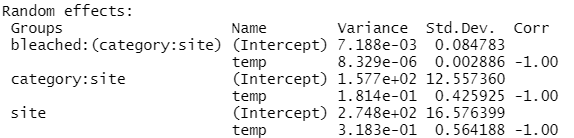 Random effects:
Groups Name Variance Std.Dev. Corr
bleached:(category:site) (Intercept) 7.188e-03 0.084783
temp 8.329e-06 0.002886 -1.00
category:site (Intercept) 1.577e+02 12.557360
temp 1.814e-01 0.425925 -1.00
site (Intercept) 2.748e+02 16.576399
temp 3.183e-01 0.564188 -1.00